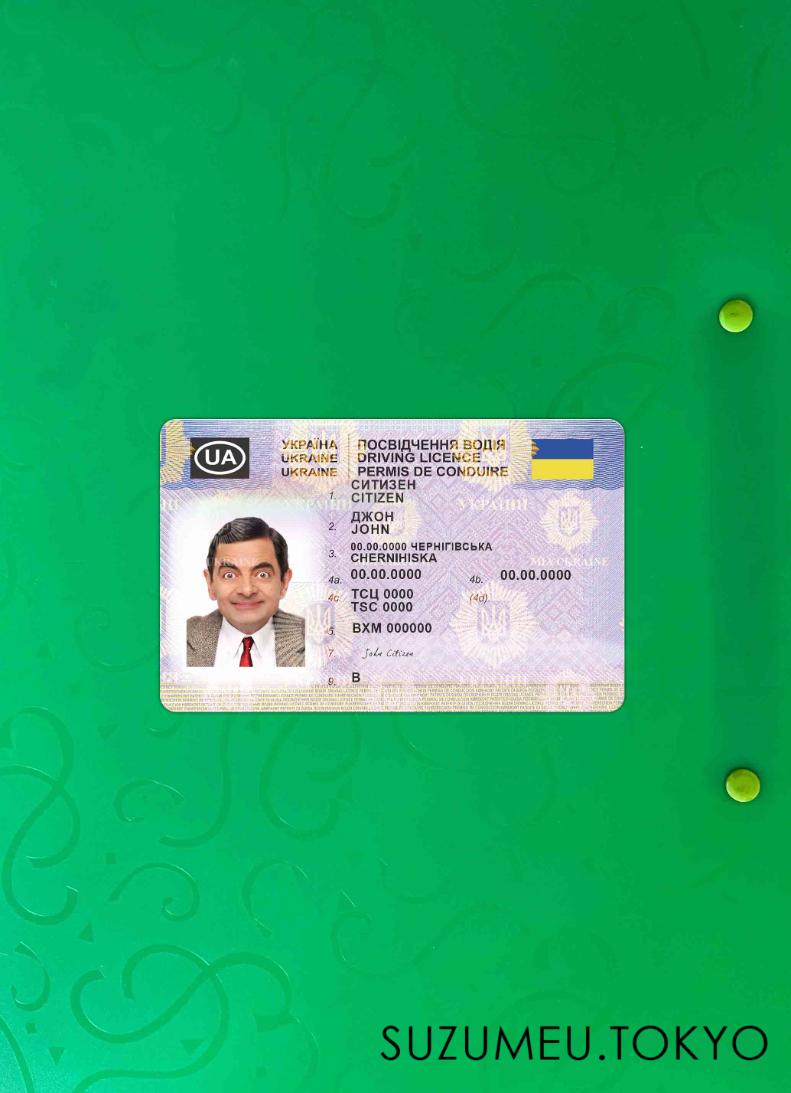 UA
УКРАЇНА
UKRAINE
UKRAINE
ПОСВІДЧЕННЯ ВОДІЯ
DRIVING LICENCE
PERMIS DE CONDUIRE
СИТИЗЕН
1. CITIZEN
ДЖОН
2. JOHN
00.00.0000 ЧЕРНІГІВСЬКА
3. CHERNIHISKA
4a. 00.00.0000 4b. 00.00.0000
4c. ТСЦ 0000 (4d)
TSC 0000
5. ВХМ 000000
7. John Citizen
9. B
SUZUMEU.TOKYO